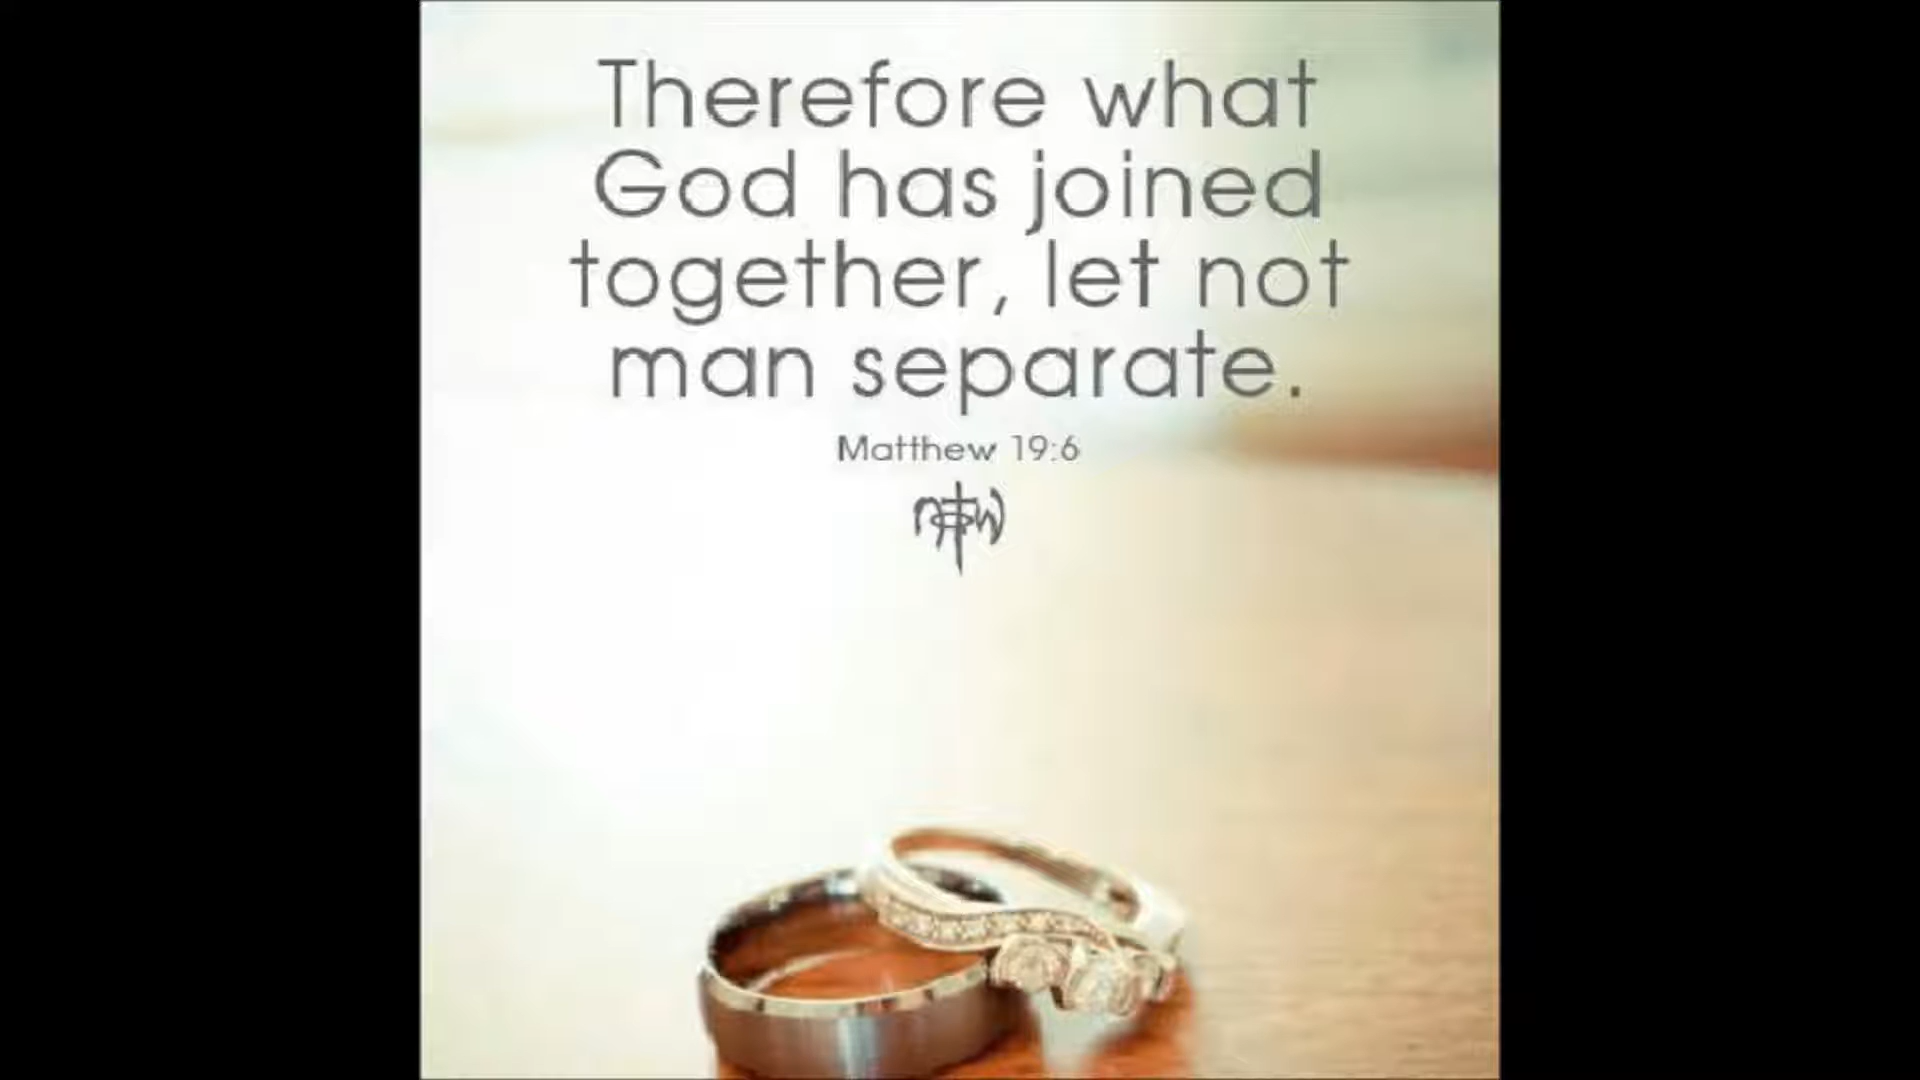 Therefore what
God has joined
together, let not
man separate.
Matthew 19:6